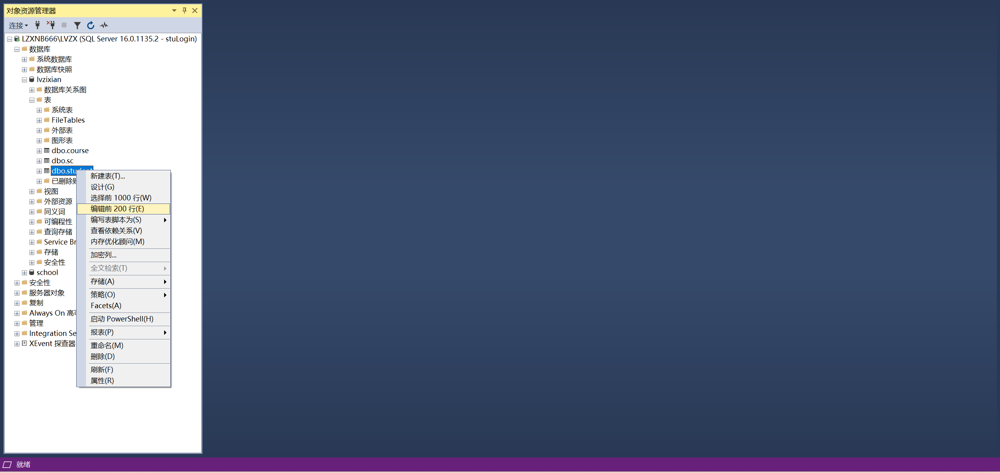 对象资源管理器
连接
LZXNB666\LVZX (SQL Server 16.0.1135.2 - stuLogin)
数据库
系统数据库
数据库快照
lvzixian
数据库关系图
表
系统表
FileTables
外部表
图形表
dbo.course
dbo.sc
dbo.student
已删除
视图
外部资源
同义词
可编程性
查询存储
Service Br
存储
安全性
school
安全性
服务器对象
复制
Always On 高可
管理
Integration Se
XEvent 探查器
新建表(T)...
设计(G)
选择前 1000 行(W)
编辑前 200 行(E)
编写表脚本为(S)
查看依赖关系(V)
内存优化顾问(M)
加密列...
全文检索(T)
存储(A)
策略(O)
Facets(A)
启动 PowerShell(H)
报表(P)
重命名(M)
删除(D)
刷新(F)
属性(R)
就绪